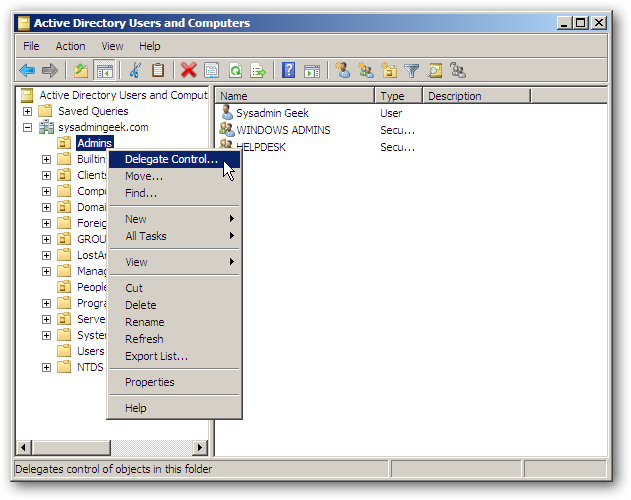 Active Directory Users and Computers
File Action View Help
Active Directory Users and Comput
Saved Queries
sysadmingeek.com
Admins
Builtin
Clients
Compu
Domai
Foreig
GROU
LostAn
Manag
People
Progra
Serve
System
Users
NTDS
Delegate Control...
Move...
Find...
New
All Tasks
View
Cut
Delete
Rename
Refresh
Export List...
Properties
Help
Name Type Description
Sysadmin Geek User
WINDOWS ADMINS Secu...
HELPDESK Secu...
Delegates control of objects in this folder